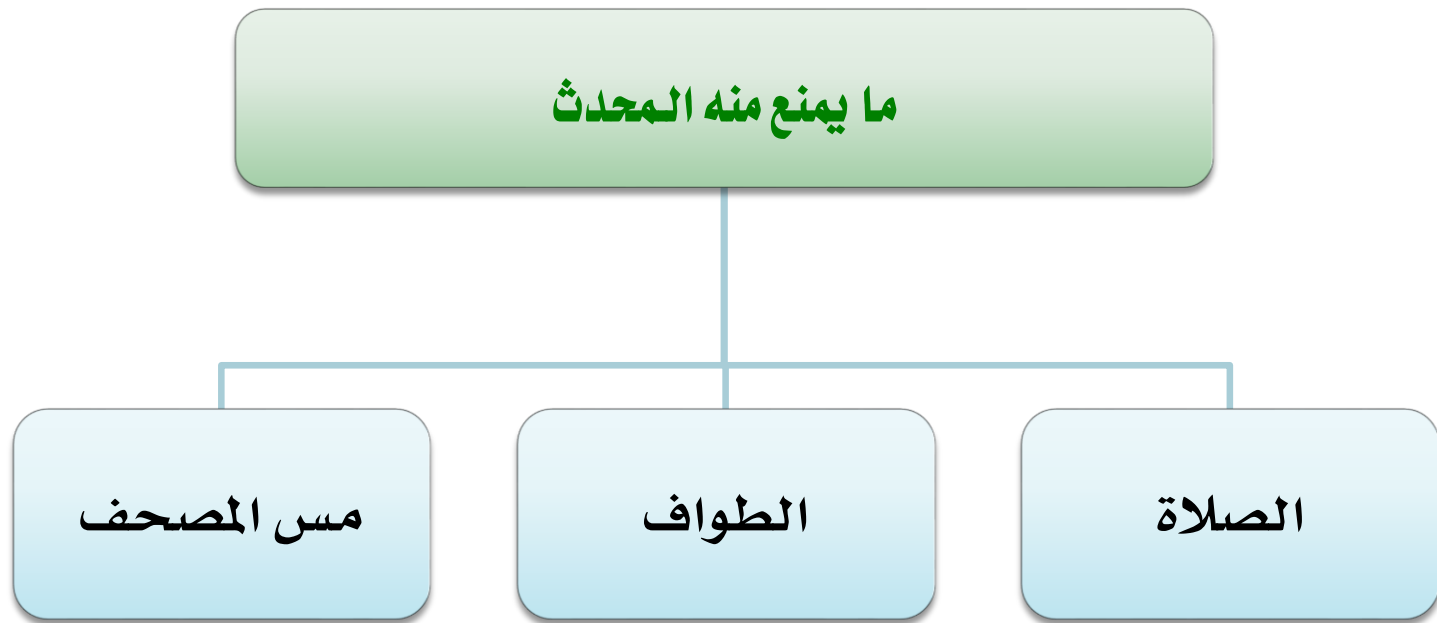 ما يمنع منه المحدث
الصلاة
الطواف
مس المصحف